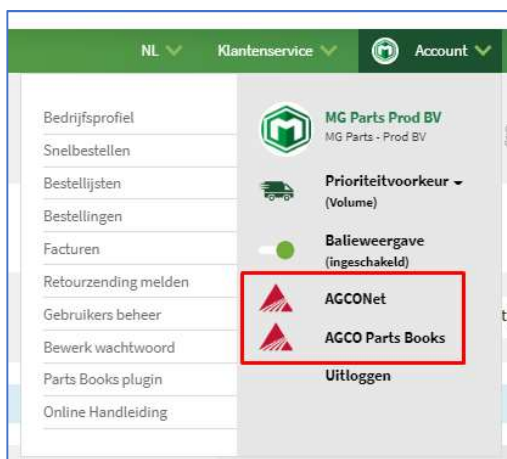 NL
Klantenservice
Account
Bedrijfsprofiel
Snelbestellen
Bestellijsten
Bestellingen
Facturen
Retourzending melden
Gebruikers beheer
Bewerk wachtwoord
Parts Books plugin
Online Handleiding
MG Parts Prod BV
MG Parts - Prod BV
Prioriteitvoorkeur
(Volume)
Balieweergave
(ingeschakeld)
AGCONet
AGCO Parts Books
Uitloggen